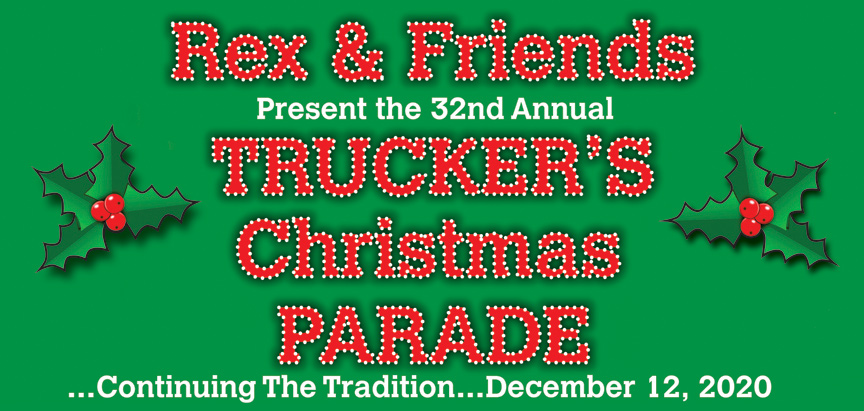 Rex & Friends
Present the 32nd Annual
TRUCKER'S
Christmas
PARADE
...Continuing The Tradition...December 12, 2020